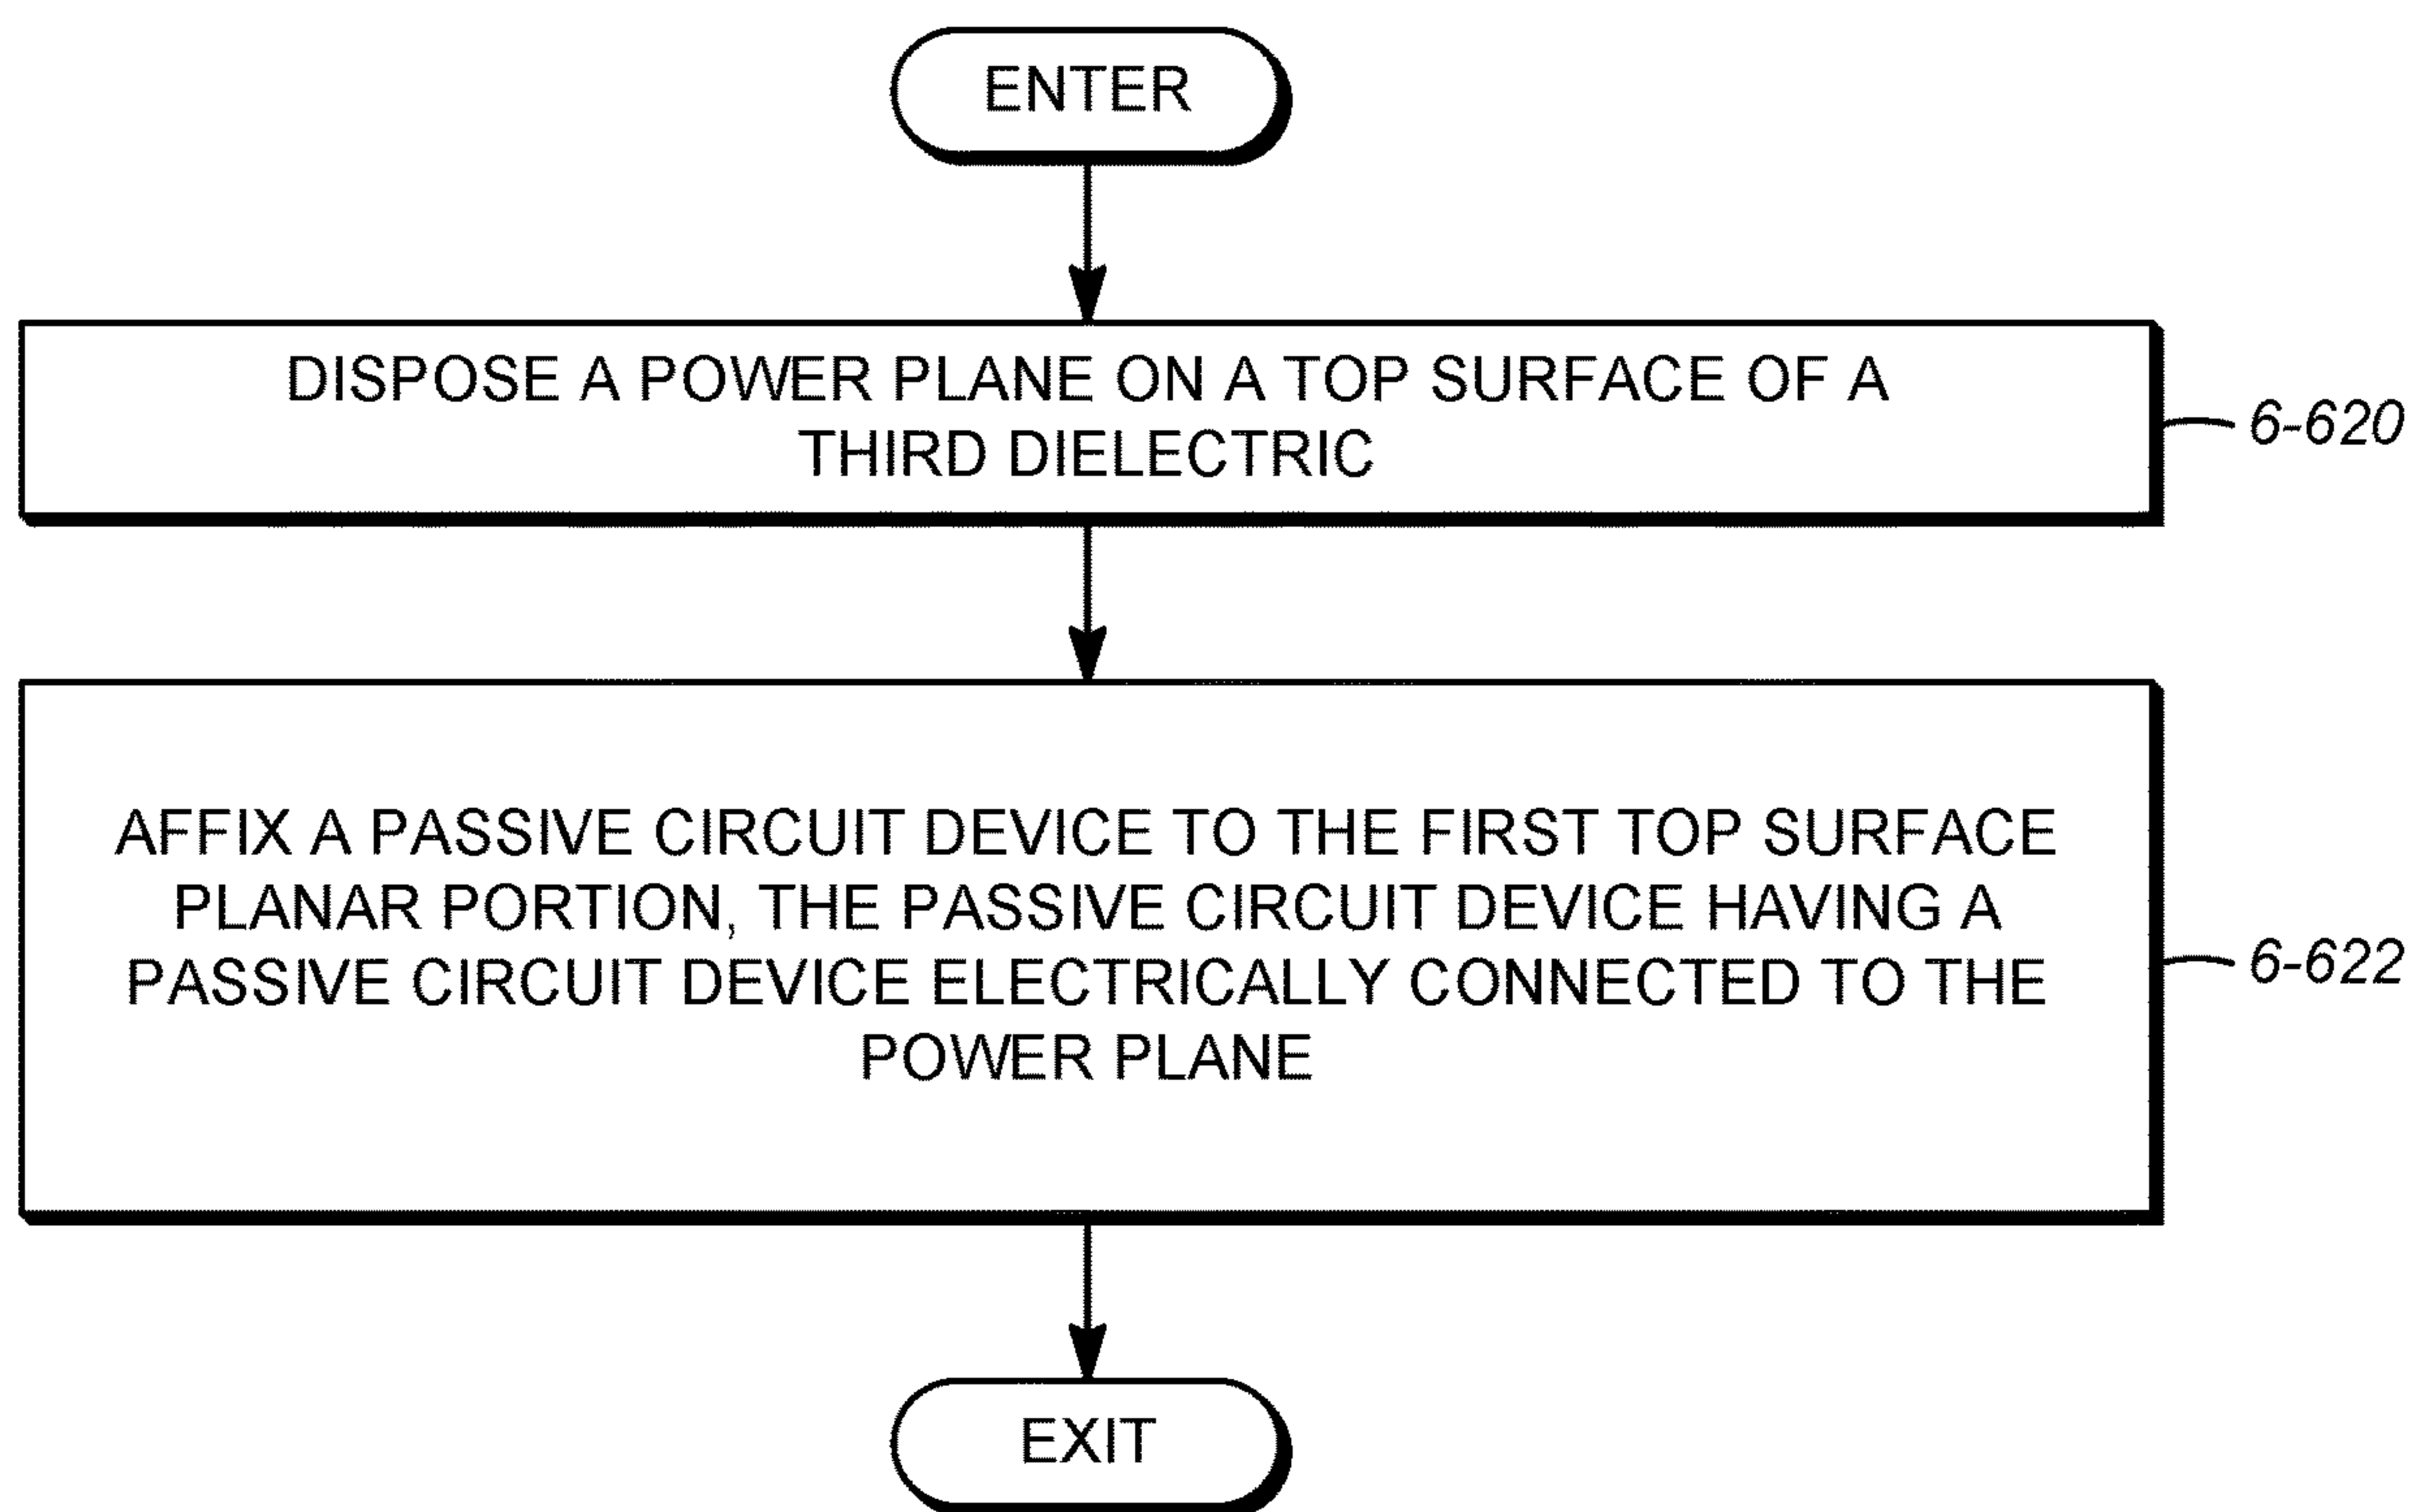 ENTER
DISPOSE A POWER PLANE ON A TOP SURFACE OF A
THIRD DIELECTRIC
6-620
AFFIX A PASSIVE CIRCUIT DEVICE TO THE FIRST TOP SURFACE
PLANAR PORTION, THE PASSIVE CIRCUIT DEVICE HAVING A
PASSIVE CIRCUIT DEVICE ELECTRICALLY CONNECTED TO THE
POWER PLANE
6-622
EXIT